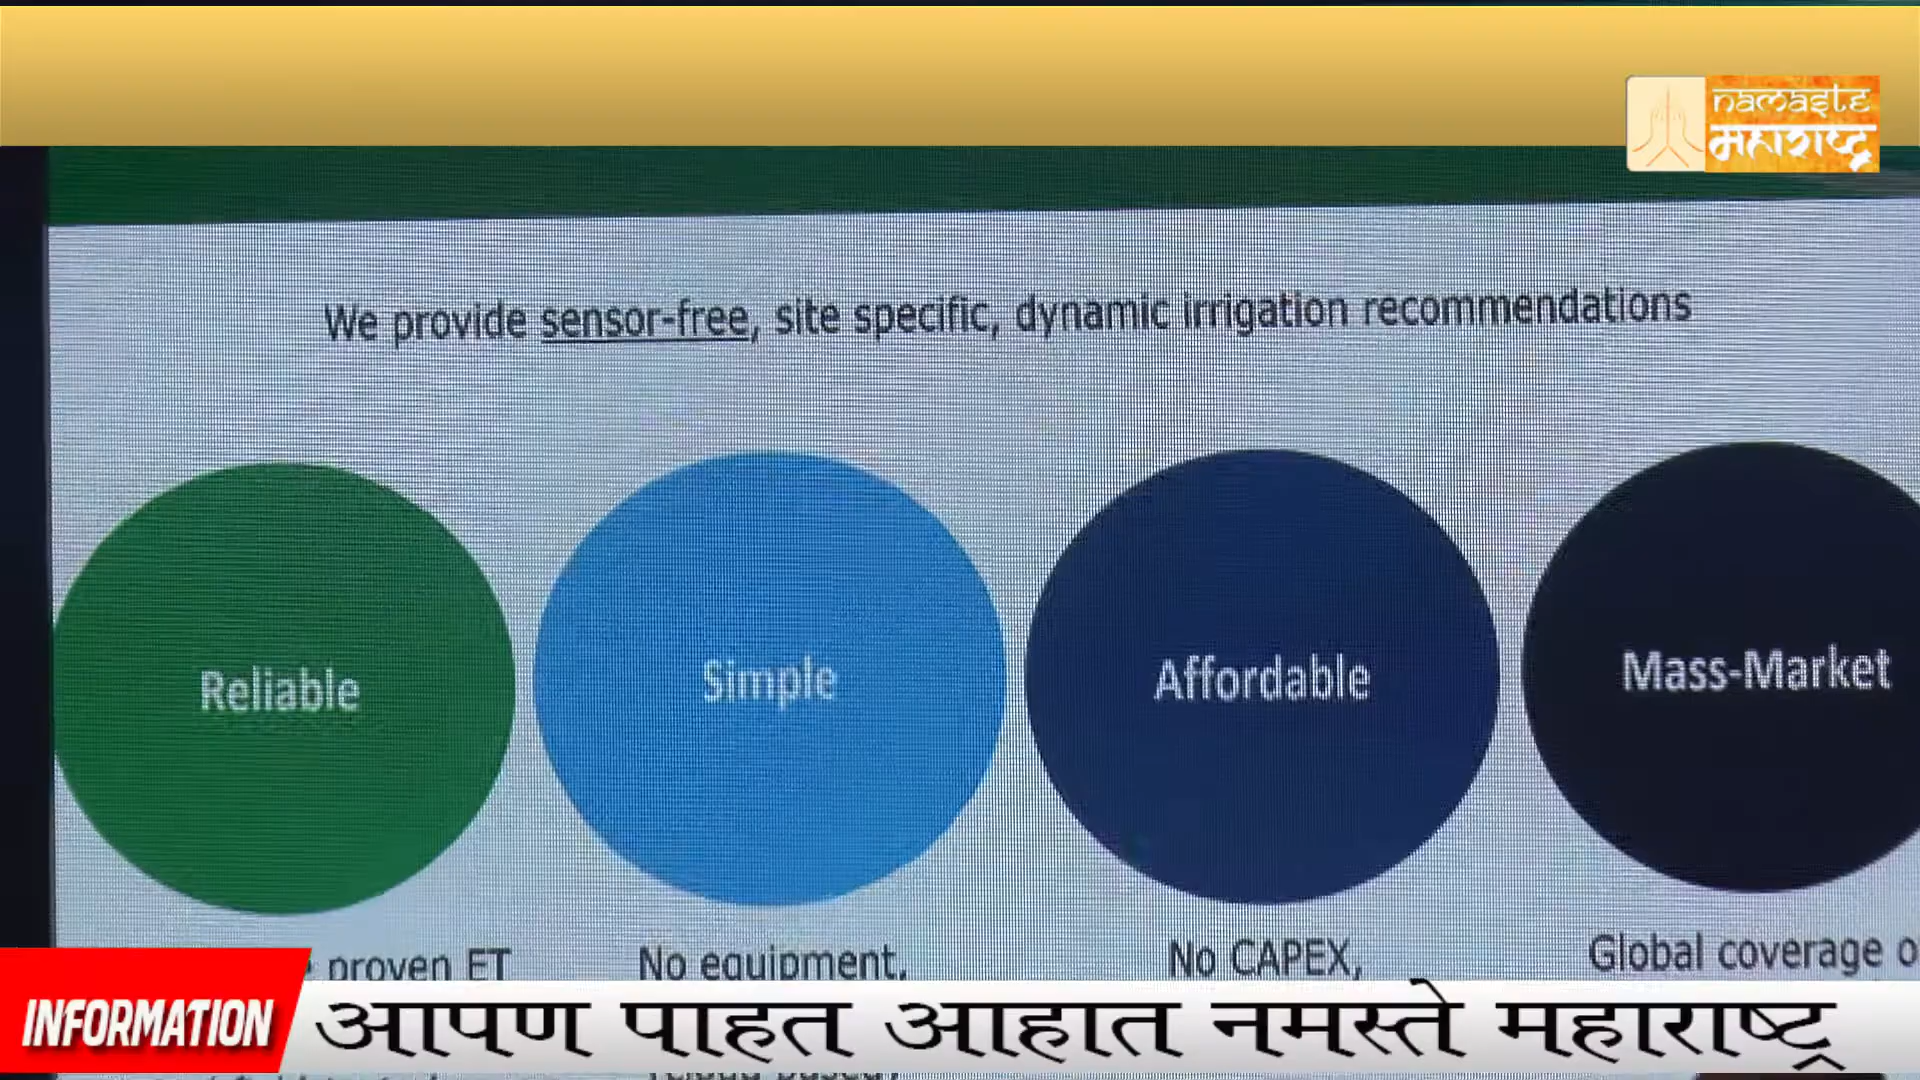 namaste
महाराष्ट्र
We provide sensor-free, site specific, dynamic irrigation recommendations
Reliable
Simple
Affordable
Mass-Market
proven ET
No equipment,
No CAPEX,
Global coverage
INFORMATION
आपण पाहत आहात नमस्ते महाराष्ट्र